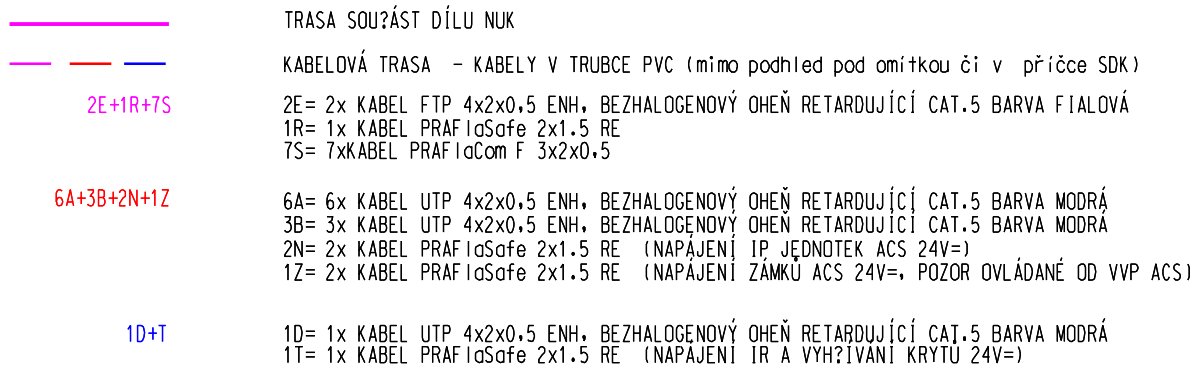 TRASA SOU?ÁST DÍLU NUK
KABELOVÁ TRASA - KABELY V TRUBCE PVC (mimo podhled pod omítkou či v příčce SDK)
2E+1R+7S 2E= 2x KABEL FTP 4x2x0,5 ENH, BEZHALOGENOVÝ OHEŇ RETARDUJÍCÍ CAT.5 BARVA FIALOVÁ
1R= 1x KABEL PRAFlaSafe 2x1.5 RE
7S= 7xKABEL PRAFlaCom F 3x2x0,5
6A+3B+2N+1Z 6A= 6x KABEL UTP 4x2x0,5 ENH, BEZHALOGENOVÝ OHEŇ RETARDUJÍCÍ CAT.5 BARVA MODRÁ
3B= 3x KABEL UTP 4x2x0,5 ENH, BEZHALOGENOVÝ OHEŇ RETARDUJÍCÍ CAT.5 BARVA MODRÁ
2N= 2x KABEL PRAFlaSafe 2x1.5 RE (NAPÁJENÍ IP JEDNOTEK ACS 24V=)
1Z= 2x KABEL PRAFlaSafe 2x1.5 RE (NAPÁJENÍ ZÁMKŮ ACS 24V=, POZOR OVLÁDANÉ OD VVP ACS)
1D+T 1D= 1x KABEL UTP 4x2x0,5 ENH, BEZHALOGENOVÝ OHEŇ RETARDUJÍCÍ CAT.5 BARVA MODRÁ
1T= 1x KABEL PRAFlaSafe 2x1.5 RE (NAPÁJENÍ IR A VYH?ÍVÁNÍ KRYTŮ 24V=)